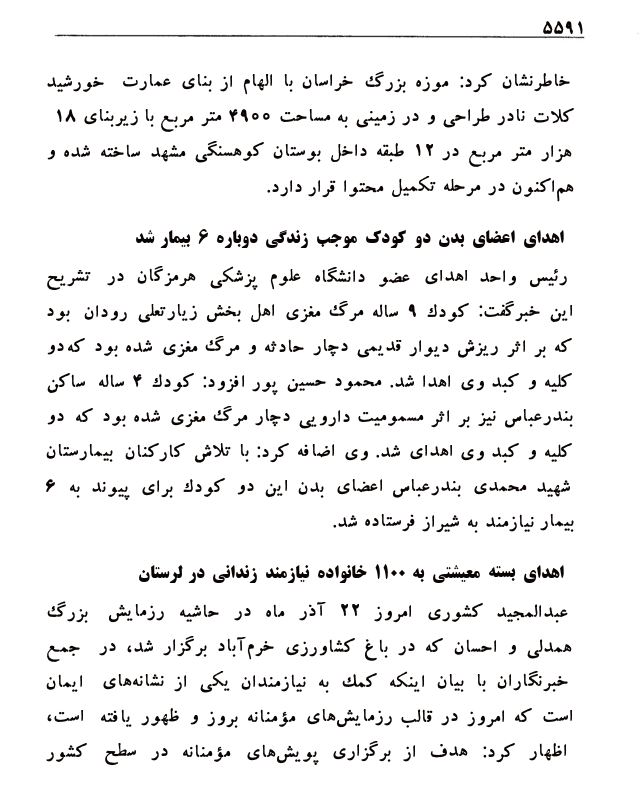 ۵۵۹۱
خاطرنشان کرد: موزه بزرگ خراسان با الهام از بنای عمارت خورشید
کلات نادر طراحی و در زمینی به مساحت ۴۹۰۰ متر مربع با زیربنای ۱۸
هزار متر مربع در ۱۲ طبقه داخل بوستان کوهسنگی مشهد ساخته شده و
هم‌اکنون در مرحله تکمیل محتوا قرار دارد.
اهدای اعضای بدن دو کودک موجب زندگی دوباره ۶ بیمار شد
رئیس واحد اهدای عضو دانشگاه علوم پزشکی هرمزگان در تشریح
این خبرگفت: کودك ۹ ساله مرگ مغزی اهل بخش زیارتعلی رودان بود
که بر اثر ریزش دیوار قدیمی دچار حادثه و مرگ مغزی شده بود که دو
کلیه و کبد وی اهدا شد. محمود حسین پور افزود: کودك ۴ ساله ساکن
بندرعباس نیز بر اثر مسمومیت دارویی دچار مرگ مغزی شده بود که دو
کلیه و کبد وی اهدای شد. وی اضافه کرد: با تلاش کارکنان بیمارستان
شهید محمدی بندرعباس اعضای بدن این دو کودك برای پیوند به ۶
بیمار نیازمند به شیراز فرستاده شد.
اهدای بسته معیشتی به ۱۱۰۰ خانواده نیازمند زندانی در لرستان
عبدالمجید کشوری امروز ۲۲ آذر ماه در حاشیه رزمایش بزرگ
همدلی و احسان که در باغ کشاورزی خرم‌آباد برگزار شد، در جمع
خبرنگاران با بیان اینکه کمك به نیازمندان یکی از نشانه‌های ایمان
است که امروز در قالب رزمایش‌های مؤمنانه بروز و ظهور یافته است،
اظهار کرد: هدف از برگزاری پویش‌های مؤمنانه در سطح کشور